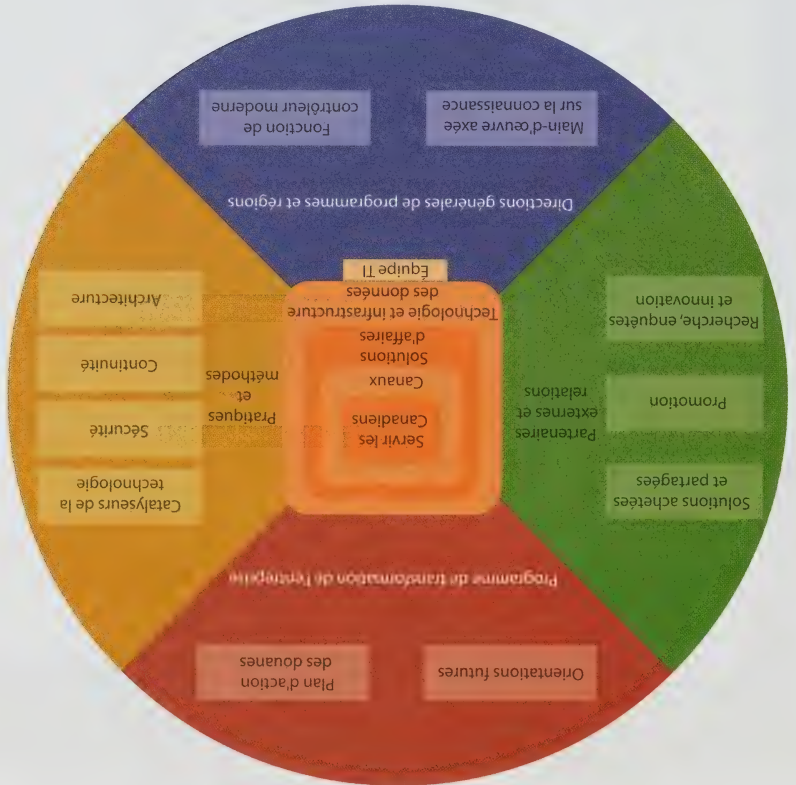 Orientations futures
Plan d'action
des douanes
Programme de transformation de l'entreprise
Solutions achetées
et partagées
Promotion
Recherche, enquêtes
et innovation
Partenaires
externes et
relations
Servir les
Canadiens
Canaux
Solutions
d'affaires
Technologie et infrastructure
des données
Équipe TI
Pratiques
et
méthodes
Catalyseurs de la
technologie
Sécurité
Continuité
Architecture
Directions générales de programmes et régions
Main-d'œuvre axée
sur la connaissance
Fonction de
contrôleur moderne